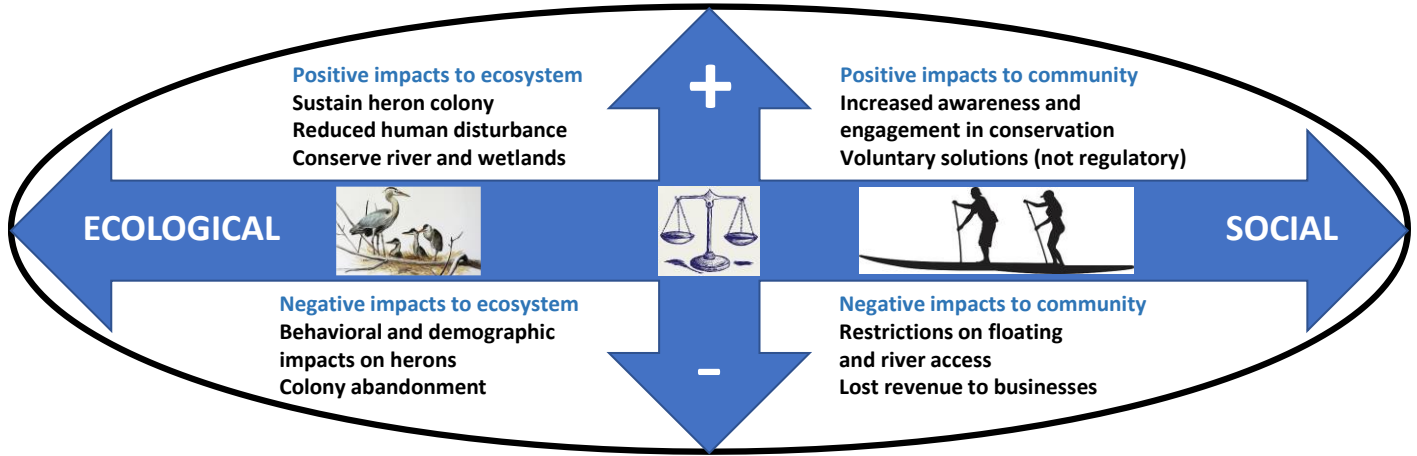 +
Positive impacts to ecosystem
Sustain heron colony
Reduced human disturbance
Conserve river and wetlands
Positive impacts to community
Increased awareness and
engagement in conservation
Voluntary solutions (not regulatory)
ECOLOGICAL
SOCIAL
Negative impacts to ecosystem
Behavioral and demographic
impacts on herons
Colony abandonment
Negative impacts to community
Restrictions on floating
and river access
Lost revenue to businesses
-